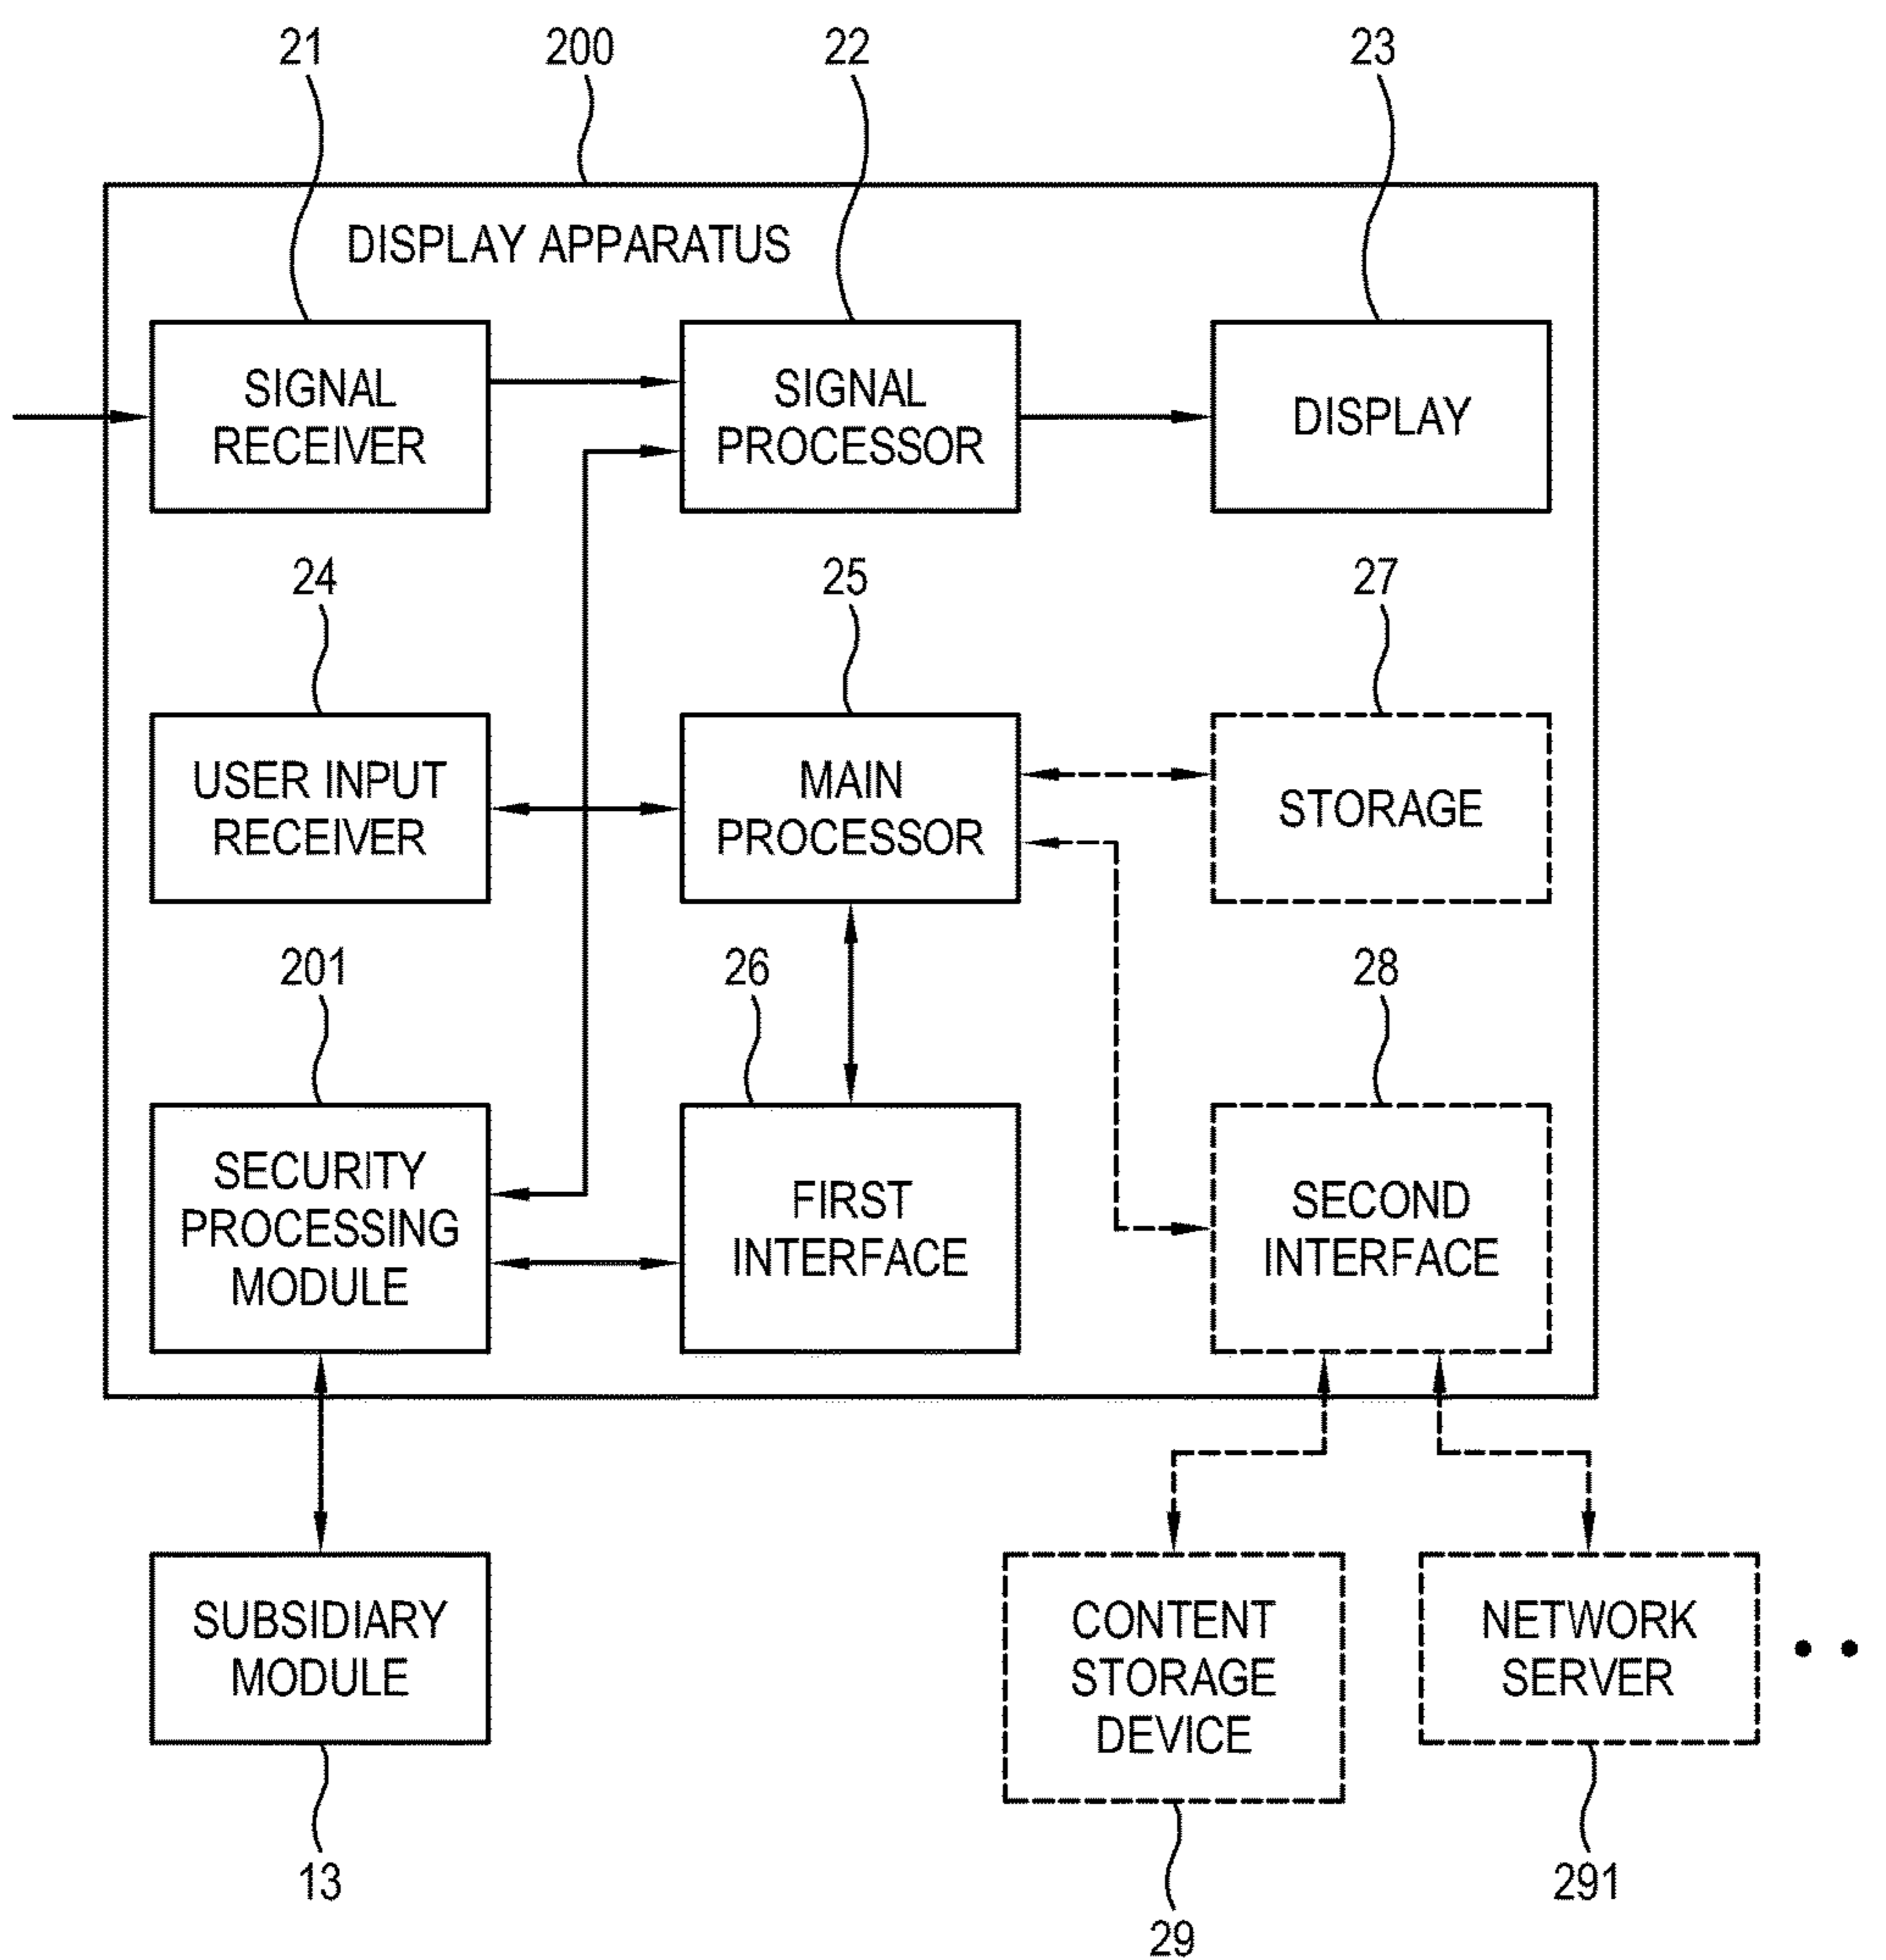 21
200
22
23
DISPLAY APPARATUS
SIGNAL
RECEIVER
SIGNAL
PROCESSOR
DISPLAY
24
25
27
USER INPUT
RECEIVER
MAIN
PROCESSOR
STORAGE
201
26
28
SECURITY
PROCESSING
MODULE
FIRST
INTERFACE
SECOND
INTERFACE
SUBSIDIARY
MODULE
CONTENT
STORAGE
DEVICE
NETWORK
SERVER
13
29
291